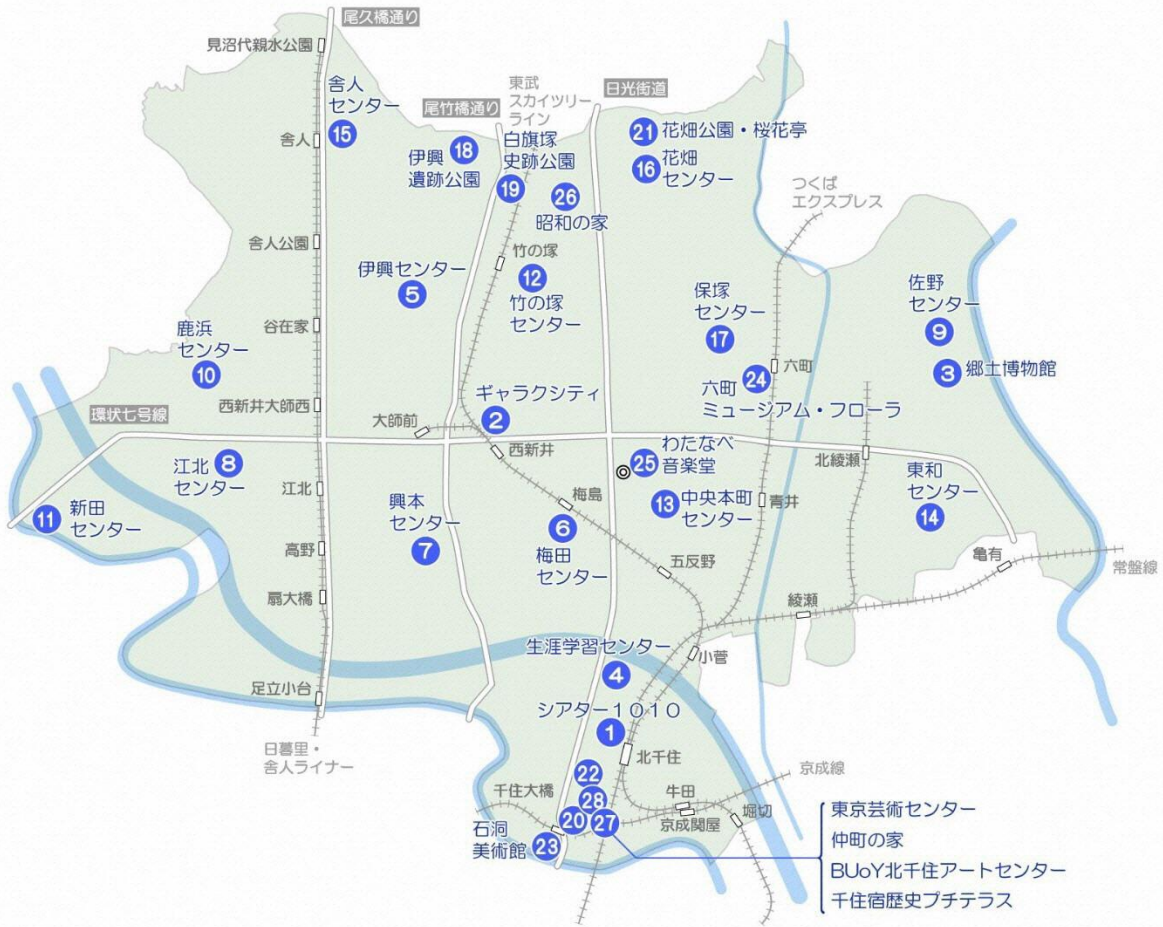 尾久橋通り
見沼代親水公園
舎人
センター
15
舎人
尾竹橋通り
東武
スカイツリー
ライン
日光街道
伊興
遺跡公園
18
白旗塚
史跡公園
19
26
昭和の家
21
花畑公園・桜花亭
16
花畑
センター
つくば
エクスプレス
舎人公園
伊興センター
5
竹の塚
12
竹の塚
センター
保塚
センター
17
佐野
センター
9
3
郷土博物館
谷在家
鹿浜
センター
10
六町
24
六町
ミュージアム・フローラ
環状七号線
西新井大師西
大師前
ギャラクシティ
2
西新井
25
わたなべ
音楽堂
北綾瀬
8
江北
センター
江北
11
新田
センター
興本
センター
7
梅島
6
梅田
センター
13
中央本町
センター
青井
東和
センター
14
高野
扇大橋
五反野
綾瀬
亀有
常盤線
生涯学習センター
4
小菅
足立小台
日暮里・
舎人ライナー
シアター1010
1
北千住
22
28
20
27
千住大橋
石洞
美術館
23
牛田
京成関屋
堀切
京成線
東京芸術センター
仲町の家
BUoY北千住アートセンター
千住宿歴史プチテラス